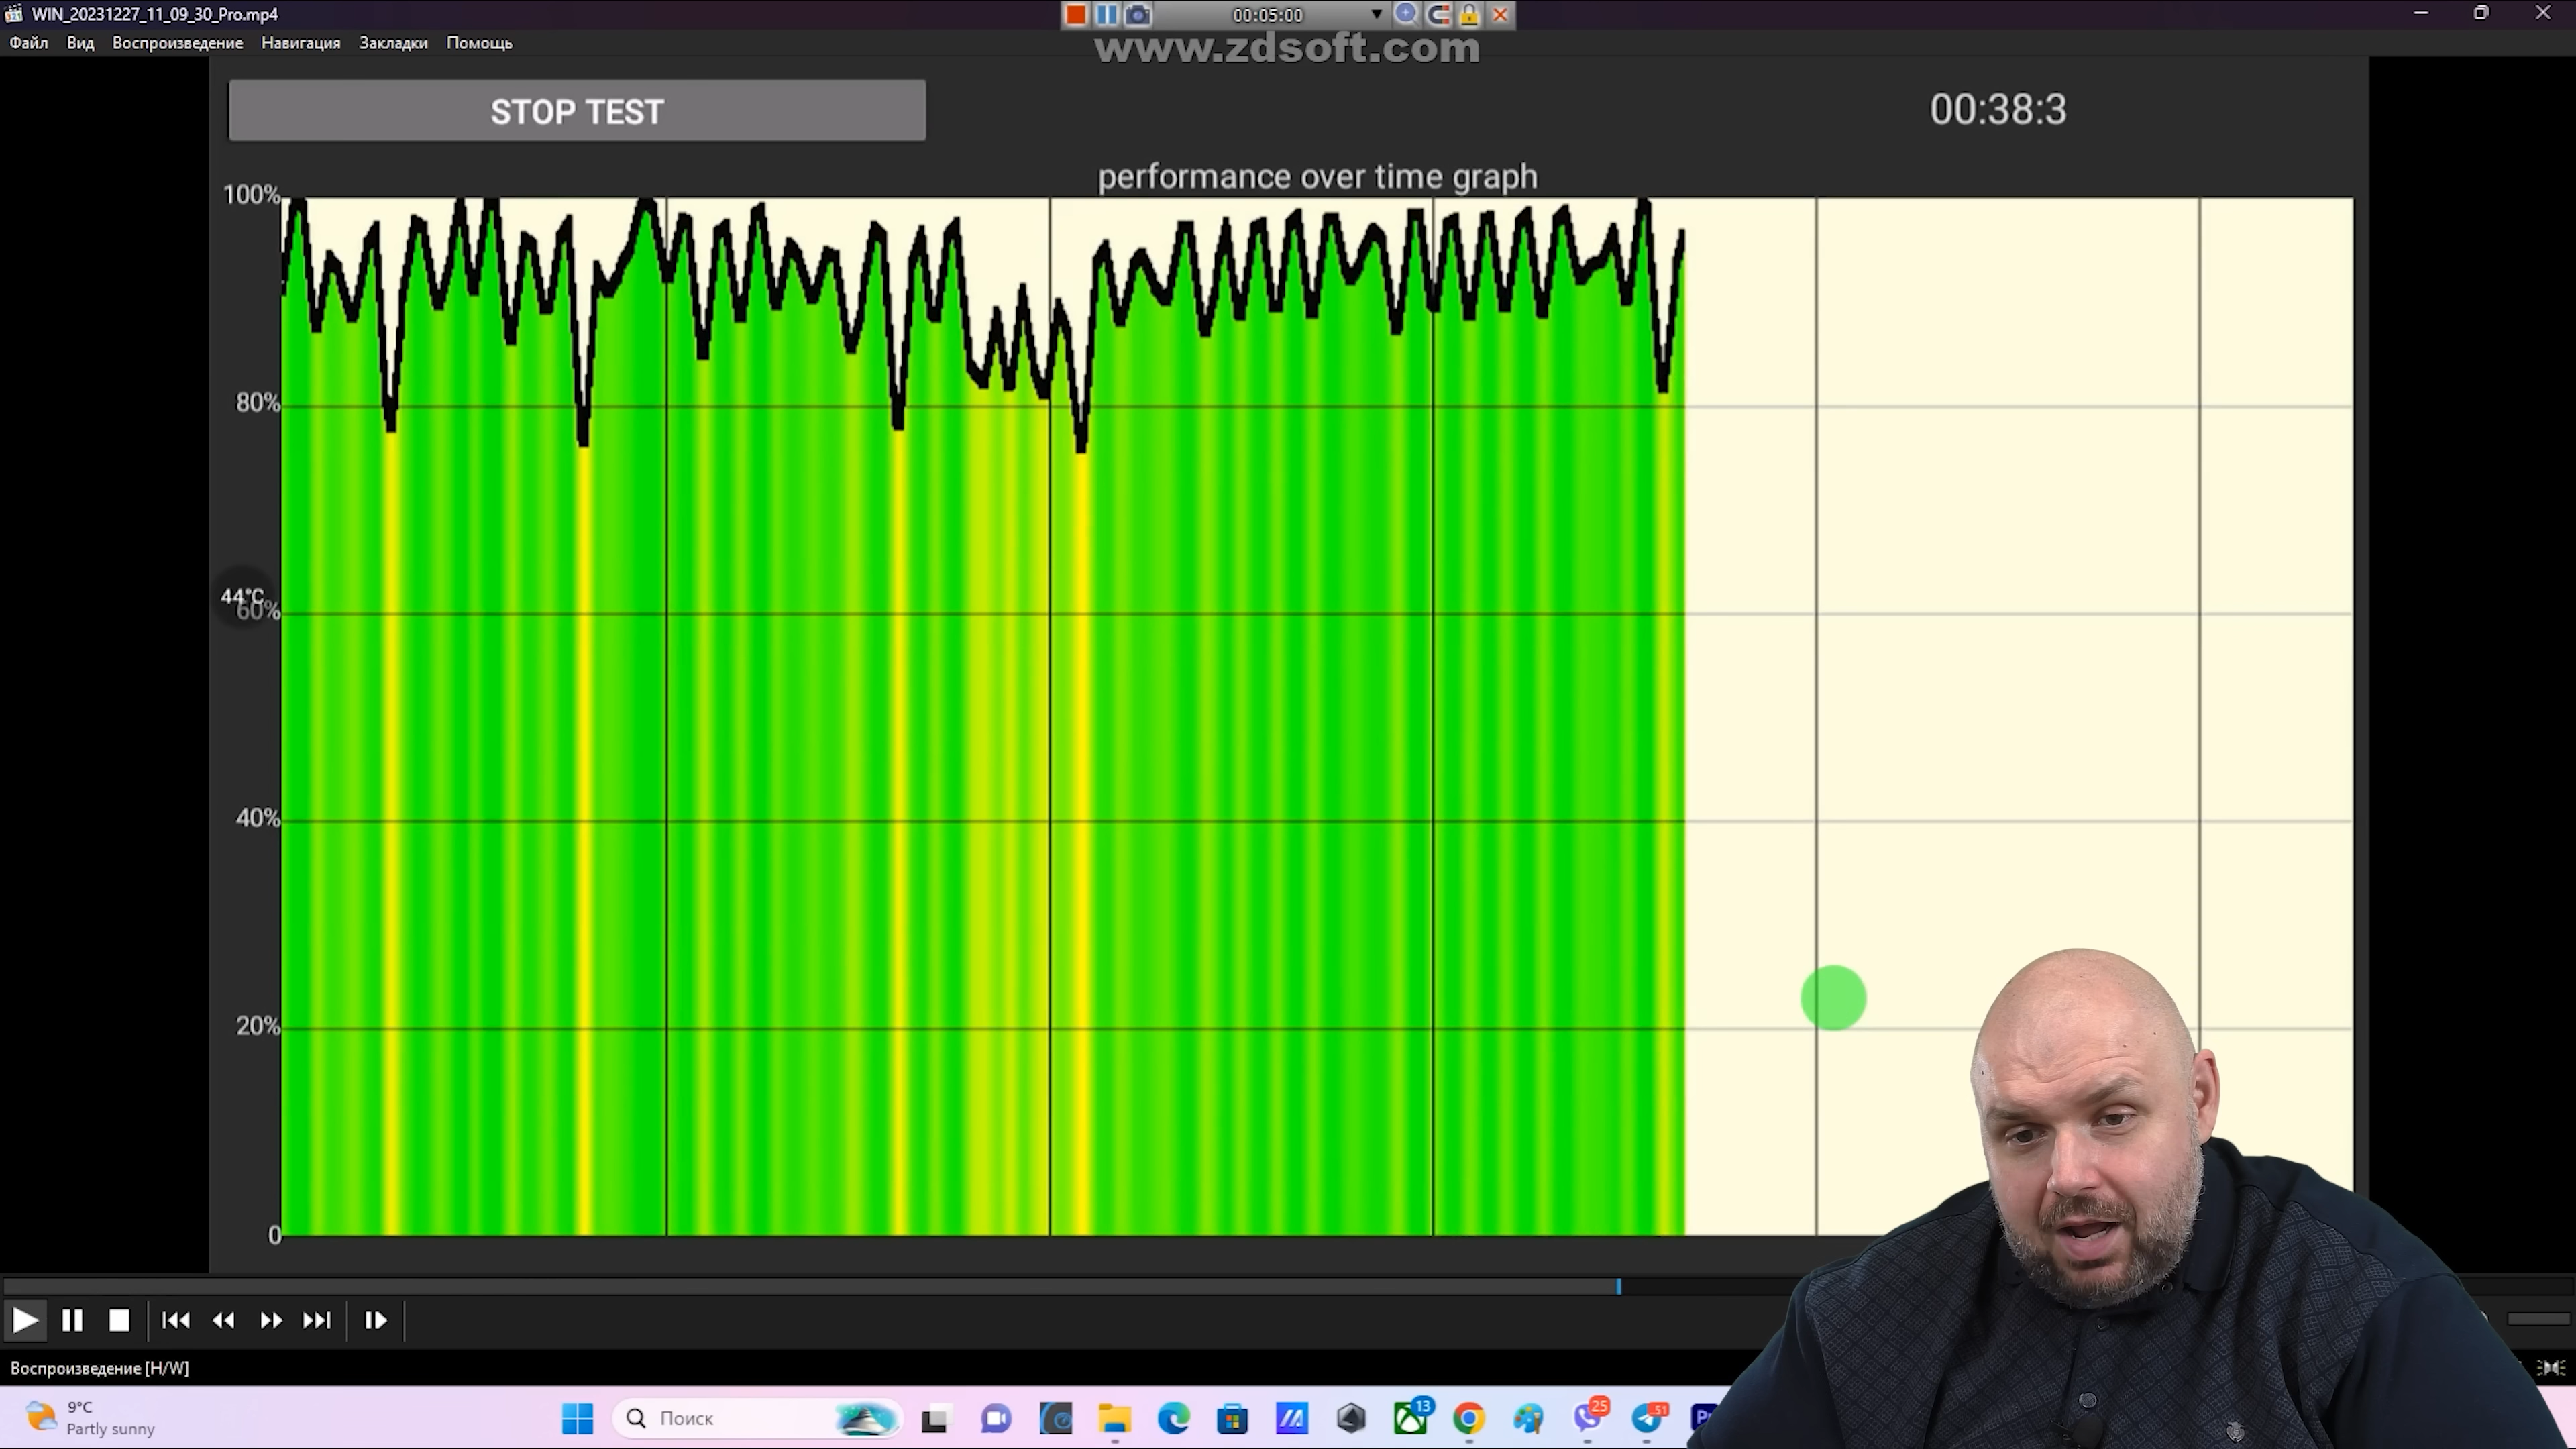 WIN_20231227_11_09_30_Pro.mp4
00:05:00
Файл Вид Воспроизведение Навигация Закладки Помощь
www.zdsoft.com
STOP TEST
00:38:3
performance over time graph
100%
80%
44°C
60%
40%
20%
0
Воспроизведение [H/W]
9°C
Partly sunny
Поиск
13
25
51
Pr